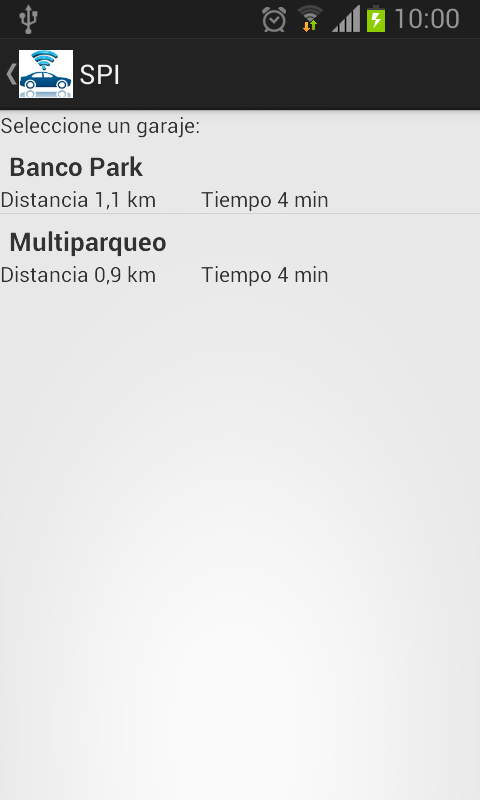 10:00
SPI
Seleccione un garaje:
Banco Park
Distancia 1,1 km Tiempo 4 min
Multiparqueo
Distancia 0,9 km Tiempo 4 min